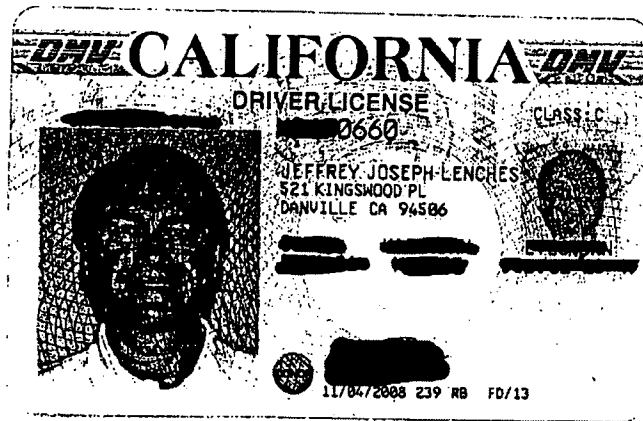 DMV CALIFORNIA DMV
DRIVER LICENSE
0660
CLASS: C
JEFFREY JOSEPH LENCHES
521 KINGSWOOD PL
DANVILLE CA 94506
11/04/2008 239 RB FD/13